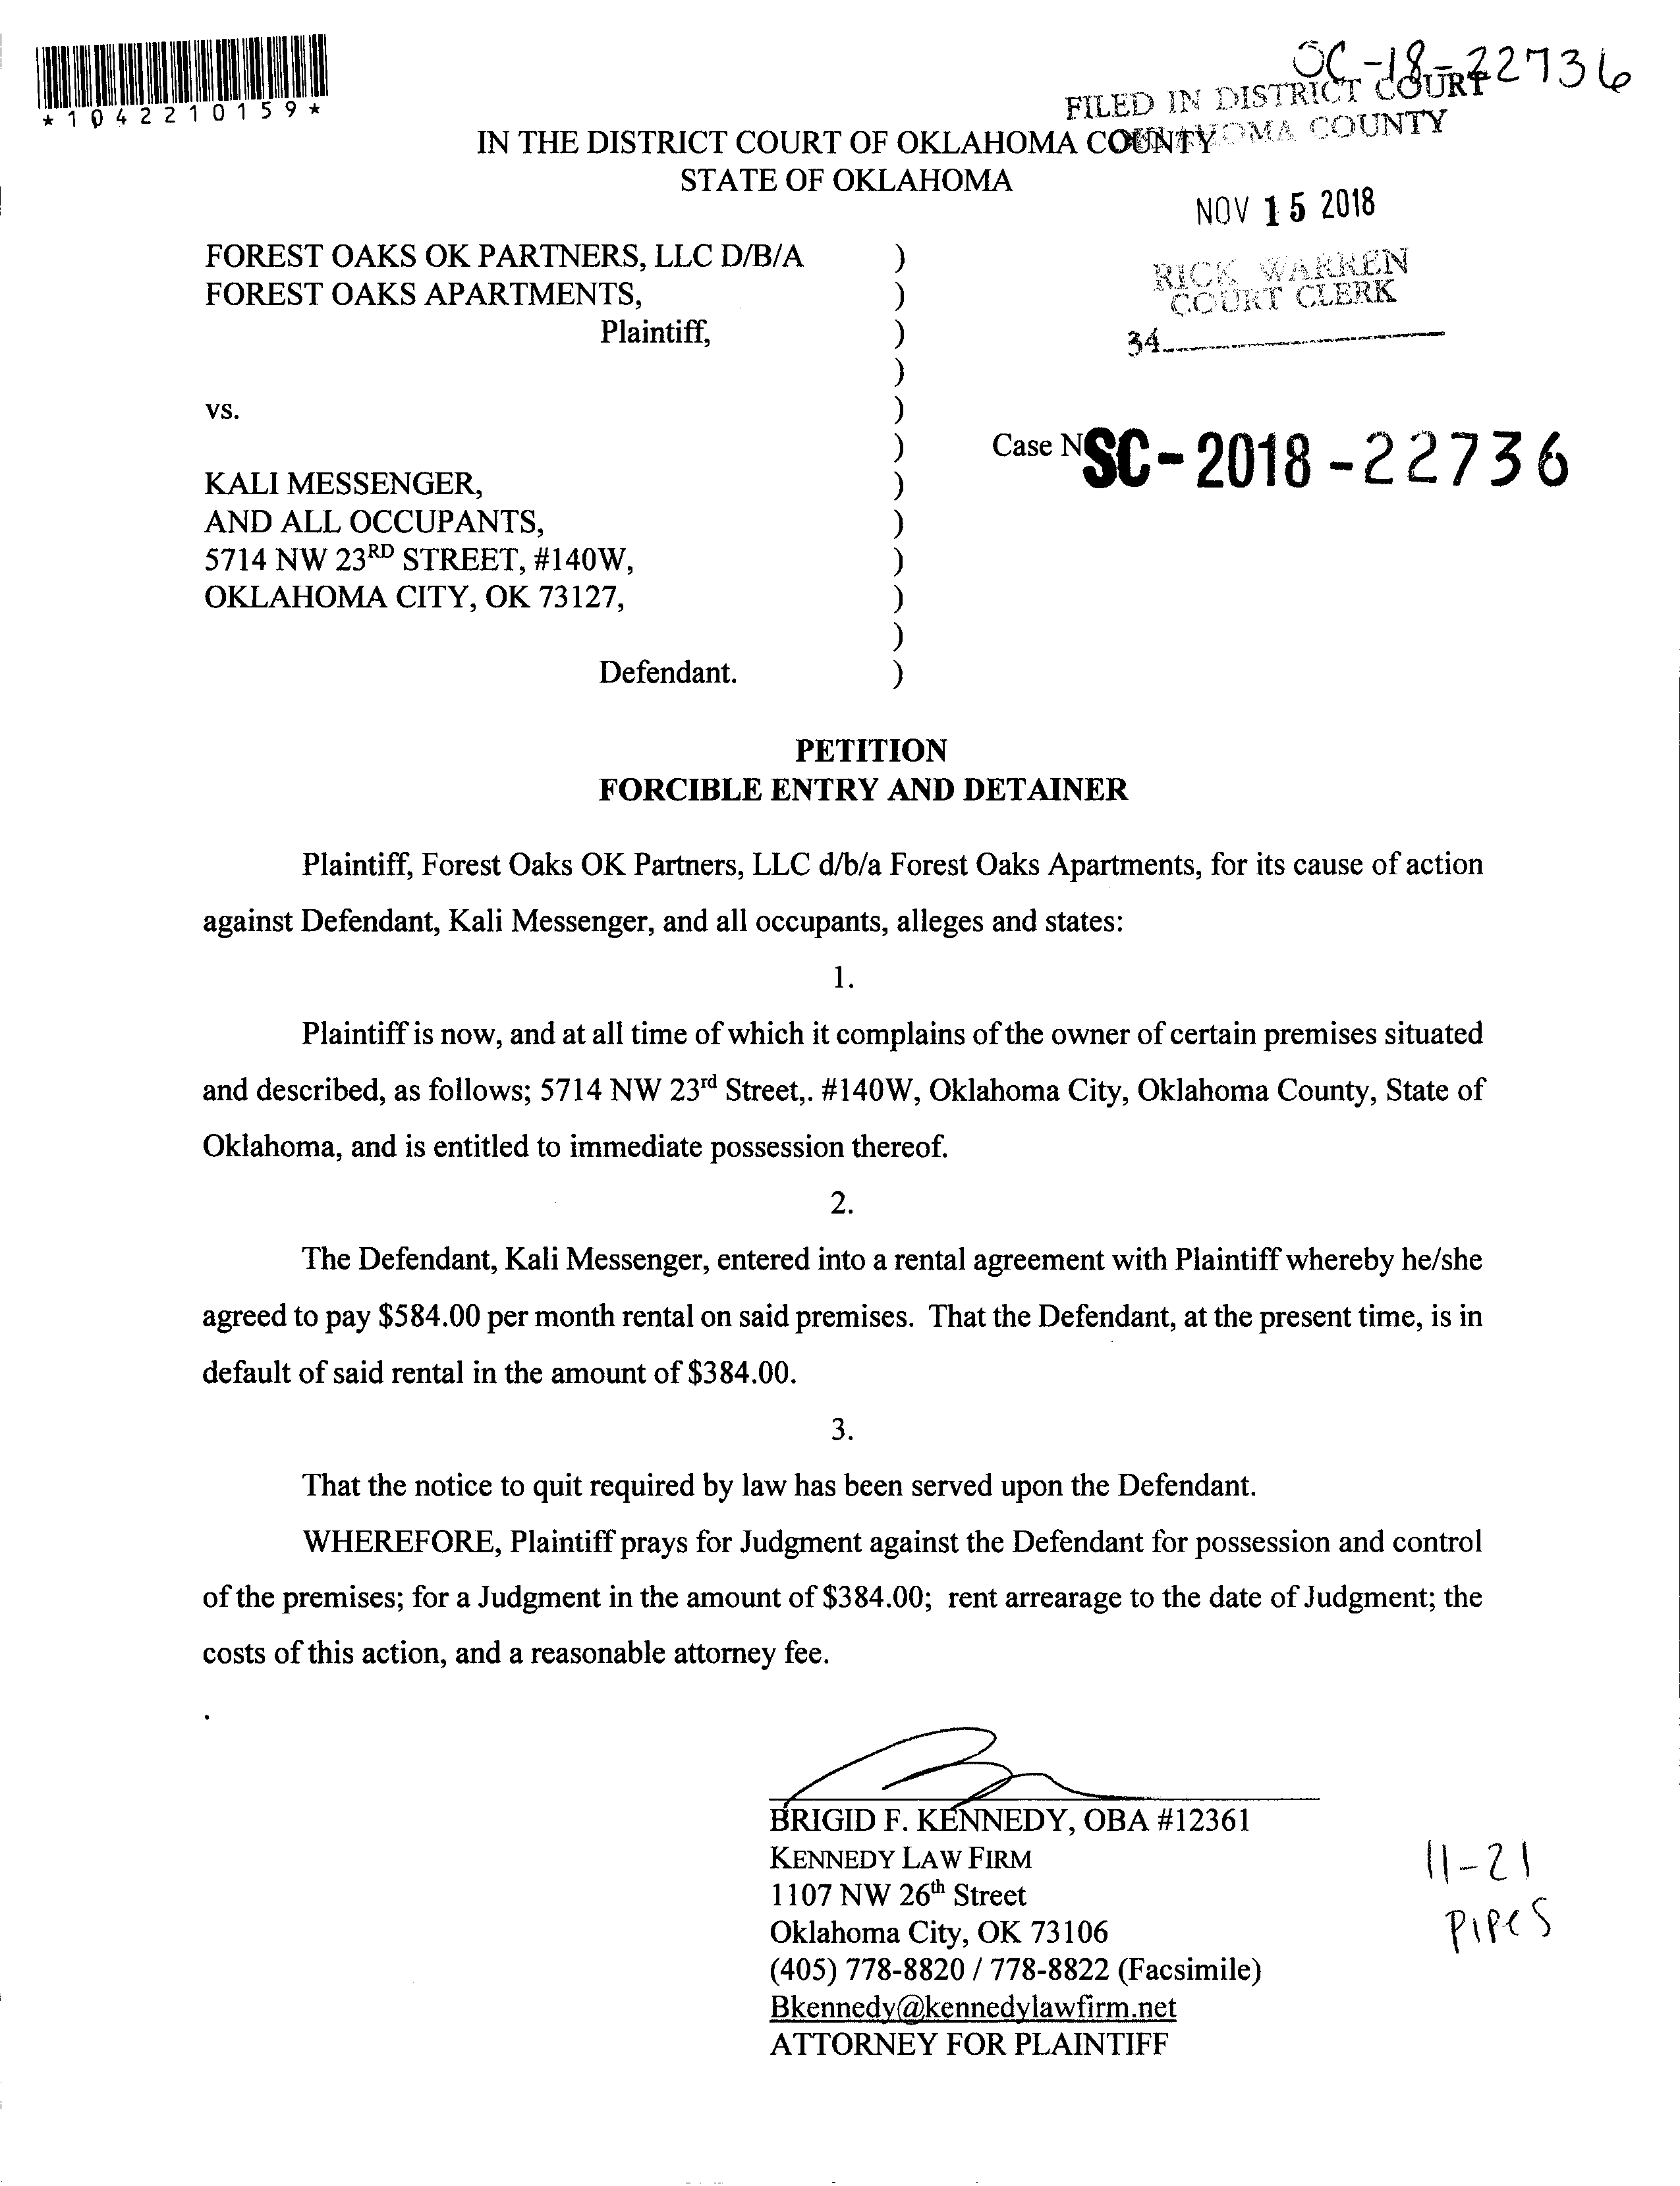 SC-18-22736
*1042210159*
FILED IN DISTRICT COURT
OKLAHOMA COUNTY
IN THE DISTRICT COURT OF OKLAHOMA COUNTY
STATE OF OKLAHOMA
NOV 15 2018
RICK WARREN
COURT CLERK
34
FOREST OAKS OK PARTNERS, LLC D/B/A )
FOREST OAKS APARTMENTS, )
Plaintiff, )
)
vs. )
) Case N SC-2018-22736
KALI MESSENGER, )
AND ALL OCCUPANTS, )
5714 NW 23RD STREET, #140W, )
OKLAHOMA CITY, OK 73127, )
)
Defendant. )
PETITION
FORCIBLE ENTRY AND DETAINER
Plaintiff, Forest Oaks OK Partners, LLC d/b/a Forest Oaks Apartments, for its cause of action
against Defendant, Kali Messenger, and all occupants, alleges and states:
1.
Plaintiff is now, and at all time of which it complains of the owner of certain premises situated
and described, as follows; 5714 NW 23rd Street,. #140W, Oklahoma City, Oklahoma County, State of
Oklahoma, and is entitled to immediate possession thereof.
2.
The Defendant, Kali Messenger, entered into a rental agreement with Plaintiff whereby he/she
agreed to pay $584.00 per month rental on said premises. That the Defendant, at the present time, is in
default of said rental in the amount of $384.00.
3.
That the notice to quit required by law has been served upon the Defendant.
WHEREFORE, Plaintiff prays for Judgment against the Defendant for possession and control
of the premises; for a Judgment in the amount of $384.00; rent arrearage to the date of Judgment; the
costs of this action, and a reasonable attorney fee.
.
BRIGID F. KENNEDY, OBA #12361
KENNEDY LAW FIRM
1107 NW 26th Street
Oklahoma City, OK 73106
(405) 778-8820 / 778-8822 (Facsimile)
Bkennedy@kennedylawfirm.net
ATTORNEY FOR PLAINTIFF
11-21
PIPES